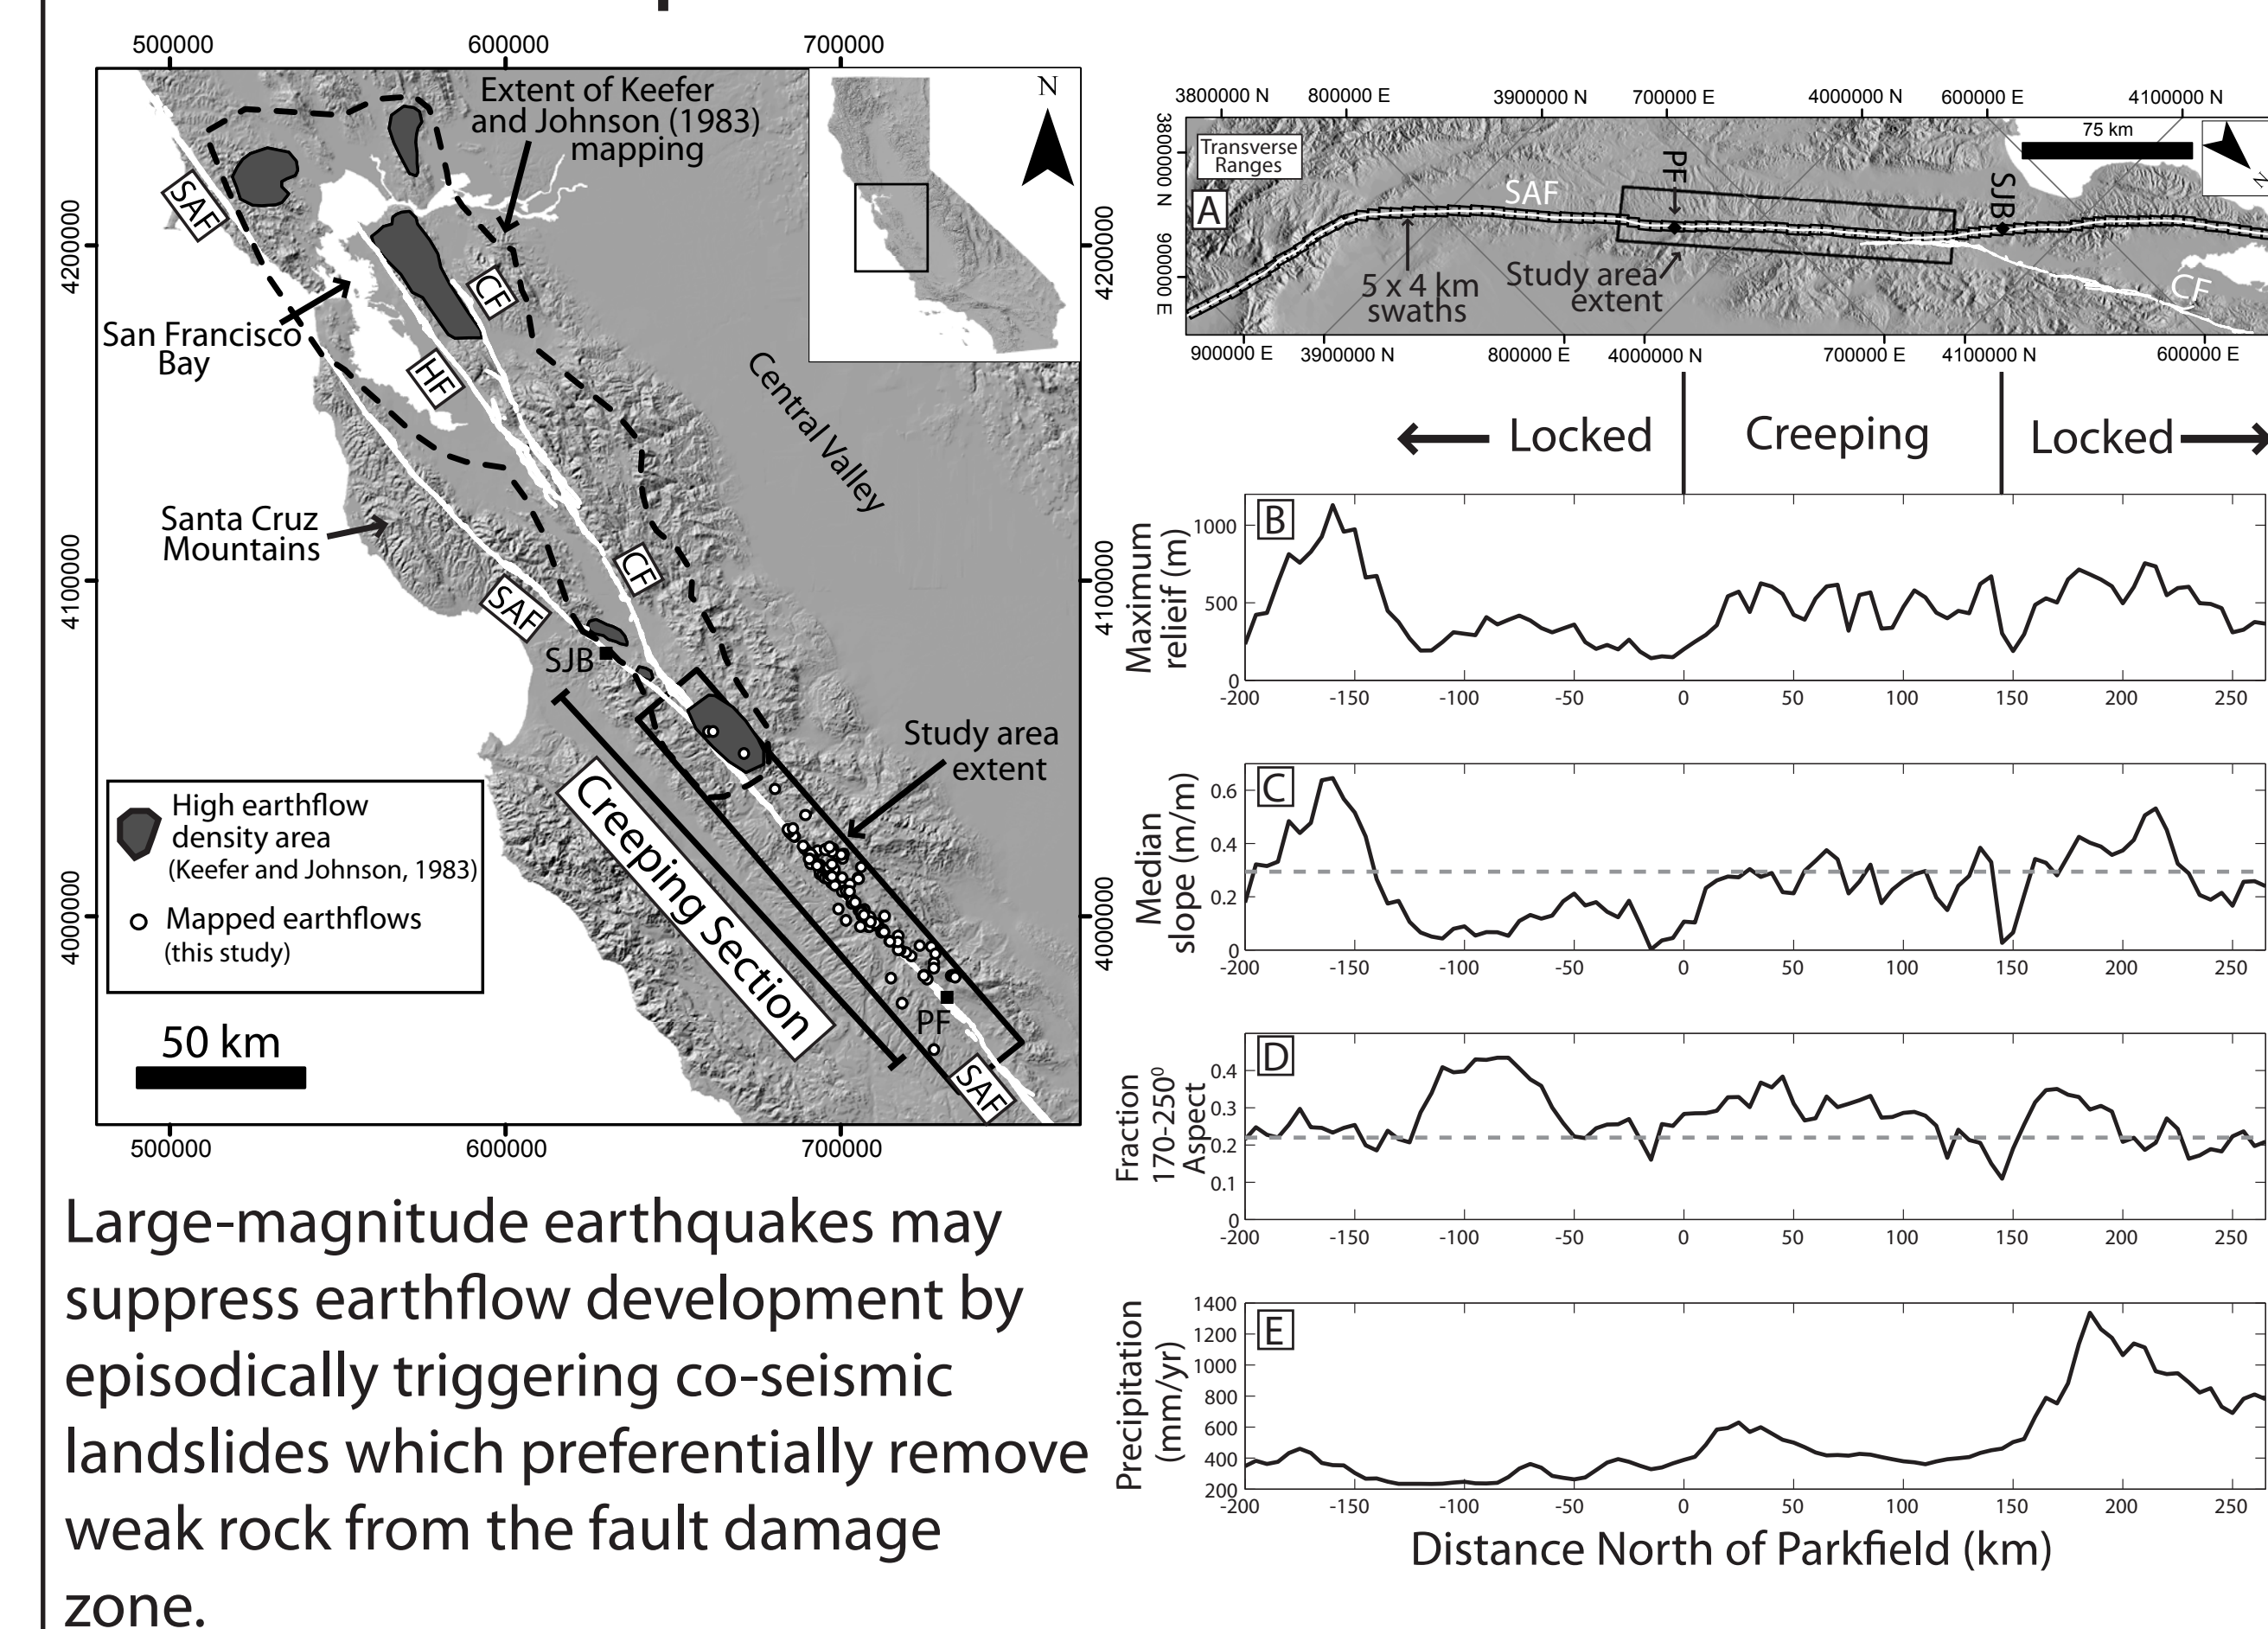 500000
600000
700000
Extent of Keefer
and Johnson (1983)
mapping
N
SAF
4200000
4200000
CF
San Francisco
Bay
HF
Central Valley
Santa Cruz
Mountains
4100000
4100000
CF
SAF
SJB
Study area
extent
Creeping Section
High earthflow
density area
(Keefer and Johnson, 1983)
Mapped earthflows
(this study)
4000000
4000000
50 km
PF
SAF
500000
600000
700000
Large-magnitude earthquakes may
suppress earthflow development by
episodically triggering co-seismic
landslides which preferentially remove
weak rock from the fault damage
zone.
3800000 N
800000 E
3900000 N
700000 E
4000000 N
600000 E
4100000 N
3800000 N
900000 E
Transverse
Ranges
A
SAF
PF
SJB
75 km
N
5 x 4 km
swaths
Study area
extent
CF
900000 E
3900000 N
800000 E
4000000 N
700000 E
4100000 N
600000 E
Locked
Creeping
Locked
B
Maximum
relieif (m)
1000
500
0
-200 -150 -100 -50 0 50 100 150 200 250
C
Median
slope (m/m)
0.6
0.4
0.2
0
-200 -150 -100 -50 0 50 100 150 200 250
D
Fraction
170-250⁰
Aspect
0.4
0.3
0.2
0.1
0
-200 -150 -100 -50 0 50 100 150 200 250
E
Precipitation
(mm/yr)
1400
1200
1000
800
600
400
200
-200 -150 -100 -50 0 50 100 150 200 250
Distance North of Parkfield (km)